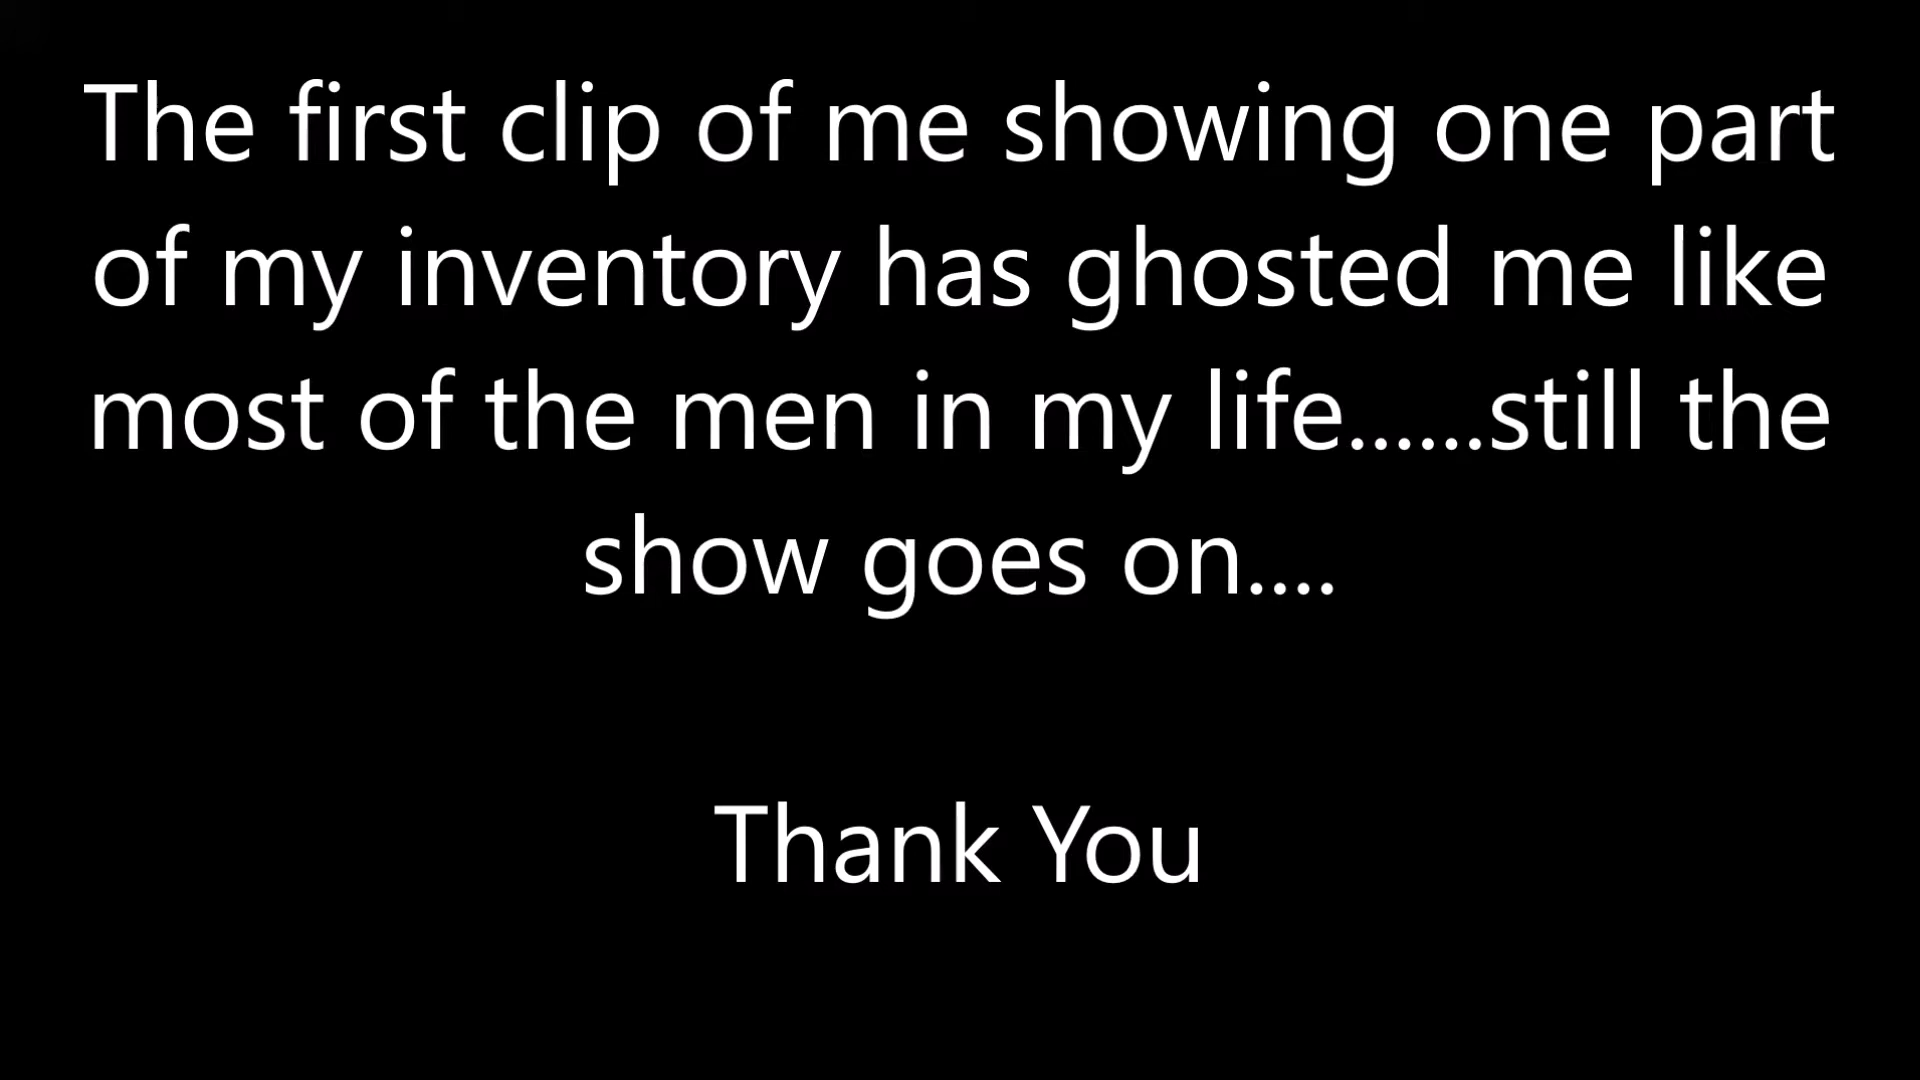 The first clip of me showing one part
of my inventory has ghosted me like
most of the men in my life......still the
show goes on....
Thank You